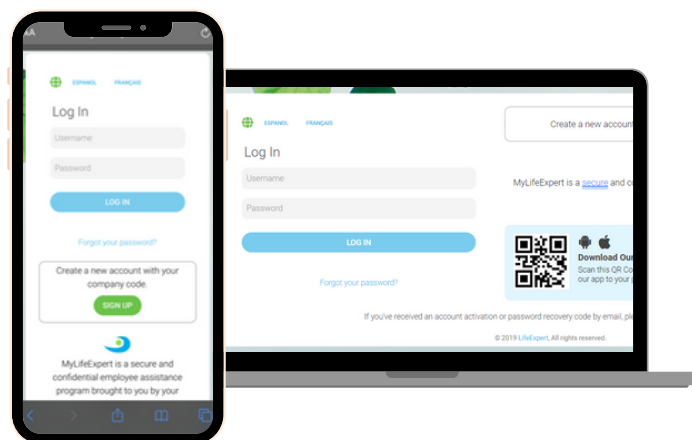 AA
ESPANOL FRANÇAIS
Log In
Username
Password
LOG IN
Forgot your password?
Create a new account with your
company code.
SIGN UP
MyLifeExpert is a secure and
confidential employee assistance
program brought to you by your
ESPANOL FRANÇAIS
Log In
Username
Password
LOG IN
Forgot your password?
Create a new account
MyLifeExpert is a secure and
Download Our
Scan this QR Co
our app to your
If you've received an account activation or password recovery code by email, ple
© 2019 LifeExpert, All rights reserved.